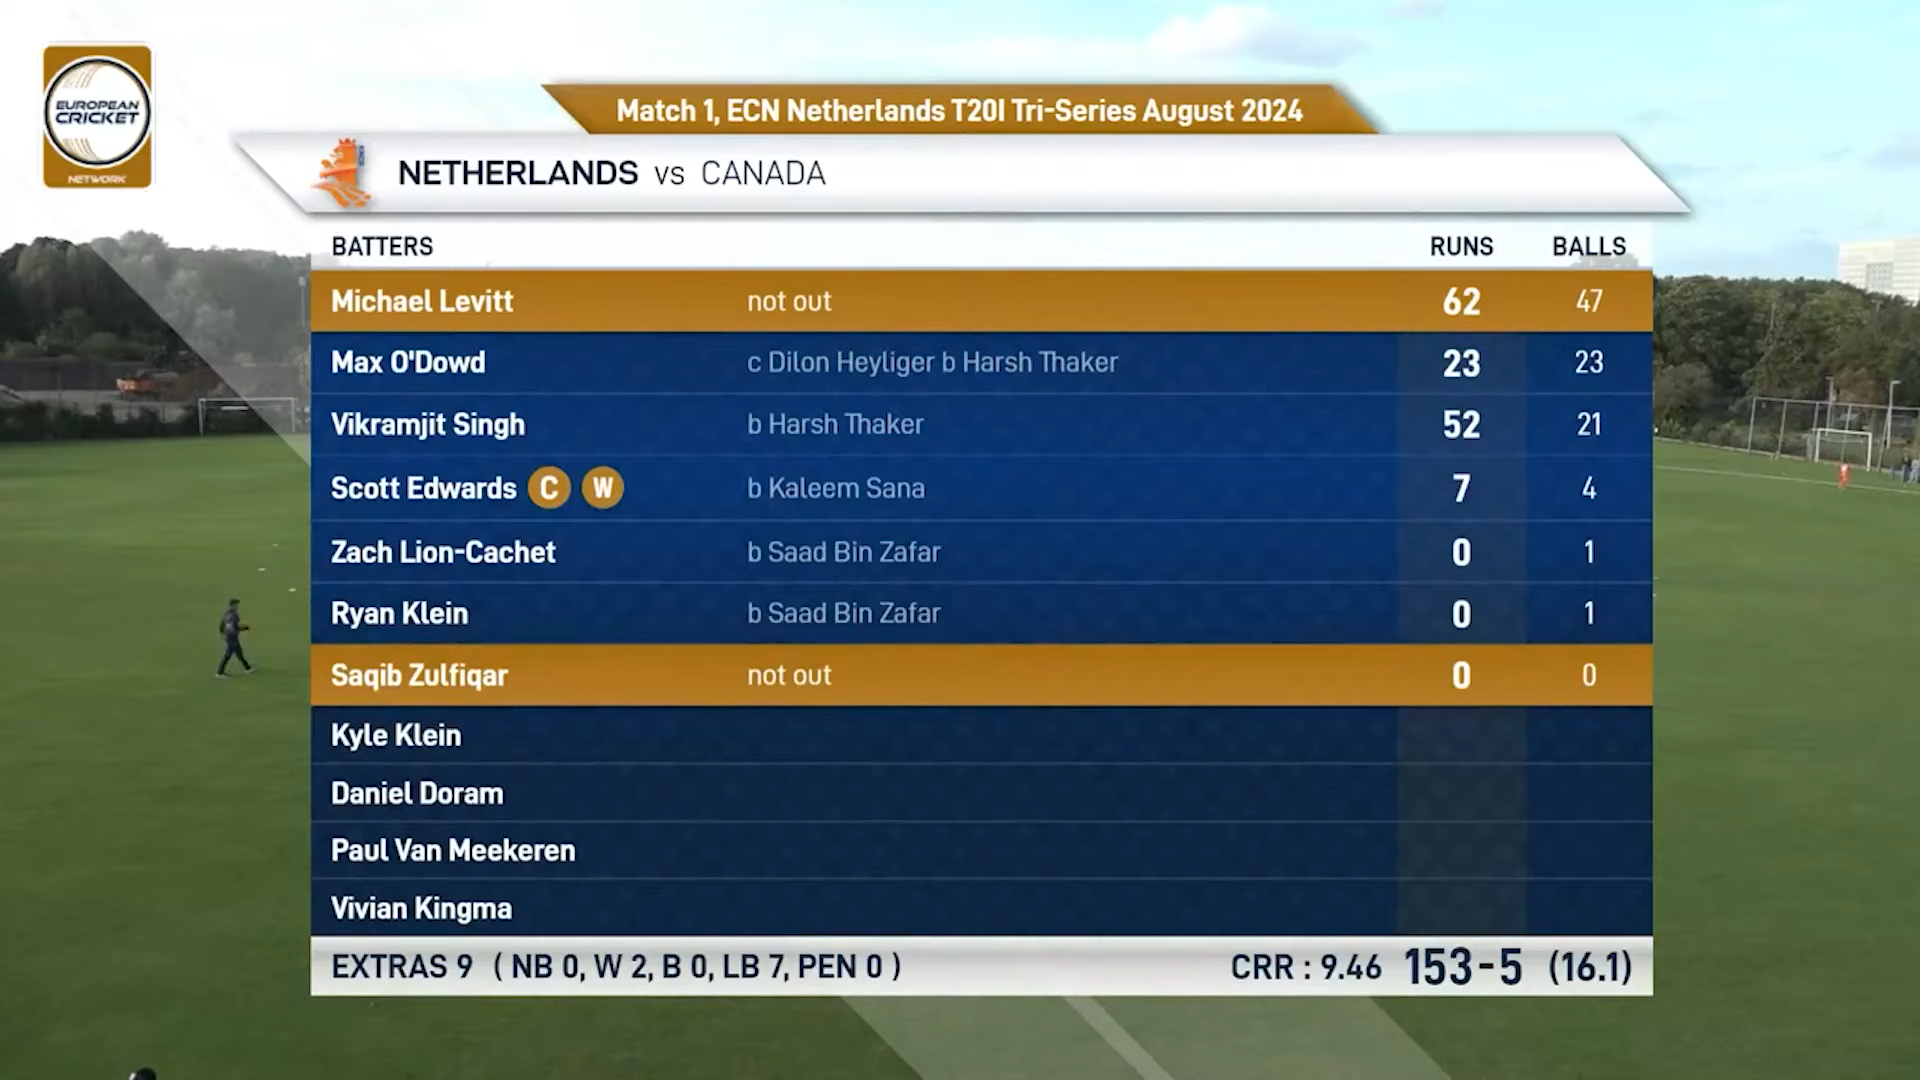 EUROPEAN
CRICKET
NETWORK
Match 1, ECN Netherlands T20I Tri-Series August 2024
NETHERLANDS vs CANADA
BATTERS RUNS BALLS
Michael Levitt not out 62 47
Max O'Dowd c Dilon Heyliger b Harsh Thaker 23 23
Vikramjit Singh b Harsh Thaker 52 21
Scott Edwards C W b Kaleem Sana 7 4
Zach Lion-Cachet b Saad Bin Zafar 0 1
Ryan Klein b Saad Bin Zafar 0 1
Saqib Zulfiqar not out 0 0
Kyle Klein
Daniel Doram
Paul Van Meekeren
Vivian Kingma
EXTRAS 9 ( NB 0, W 2, B 0, LB 7, PEN 0 ) CRR : 9.46 153-5 (16.1)